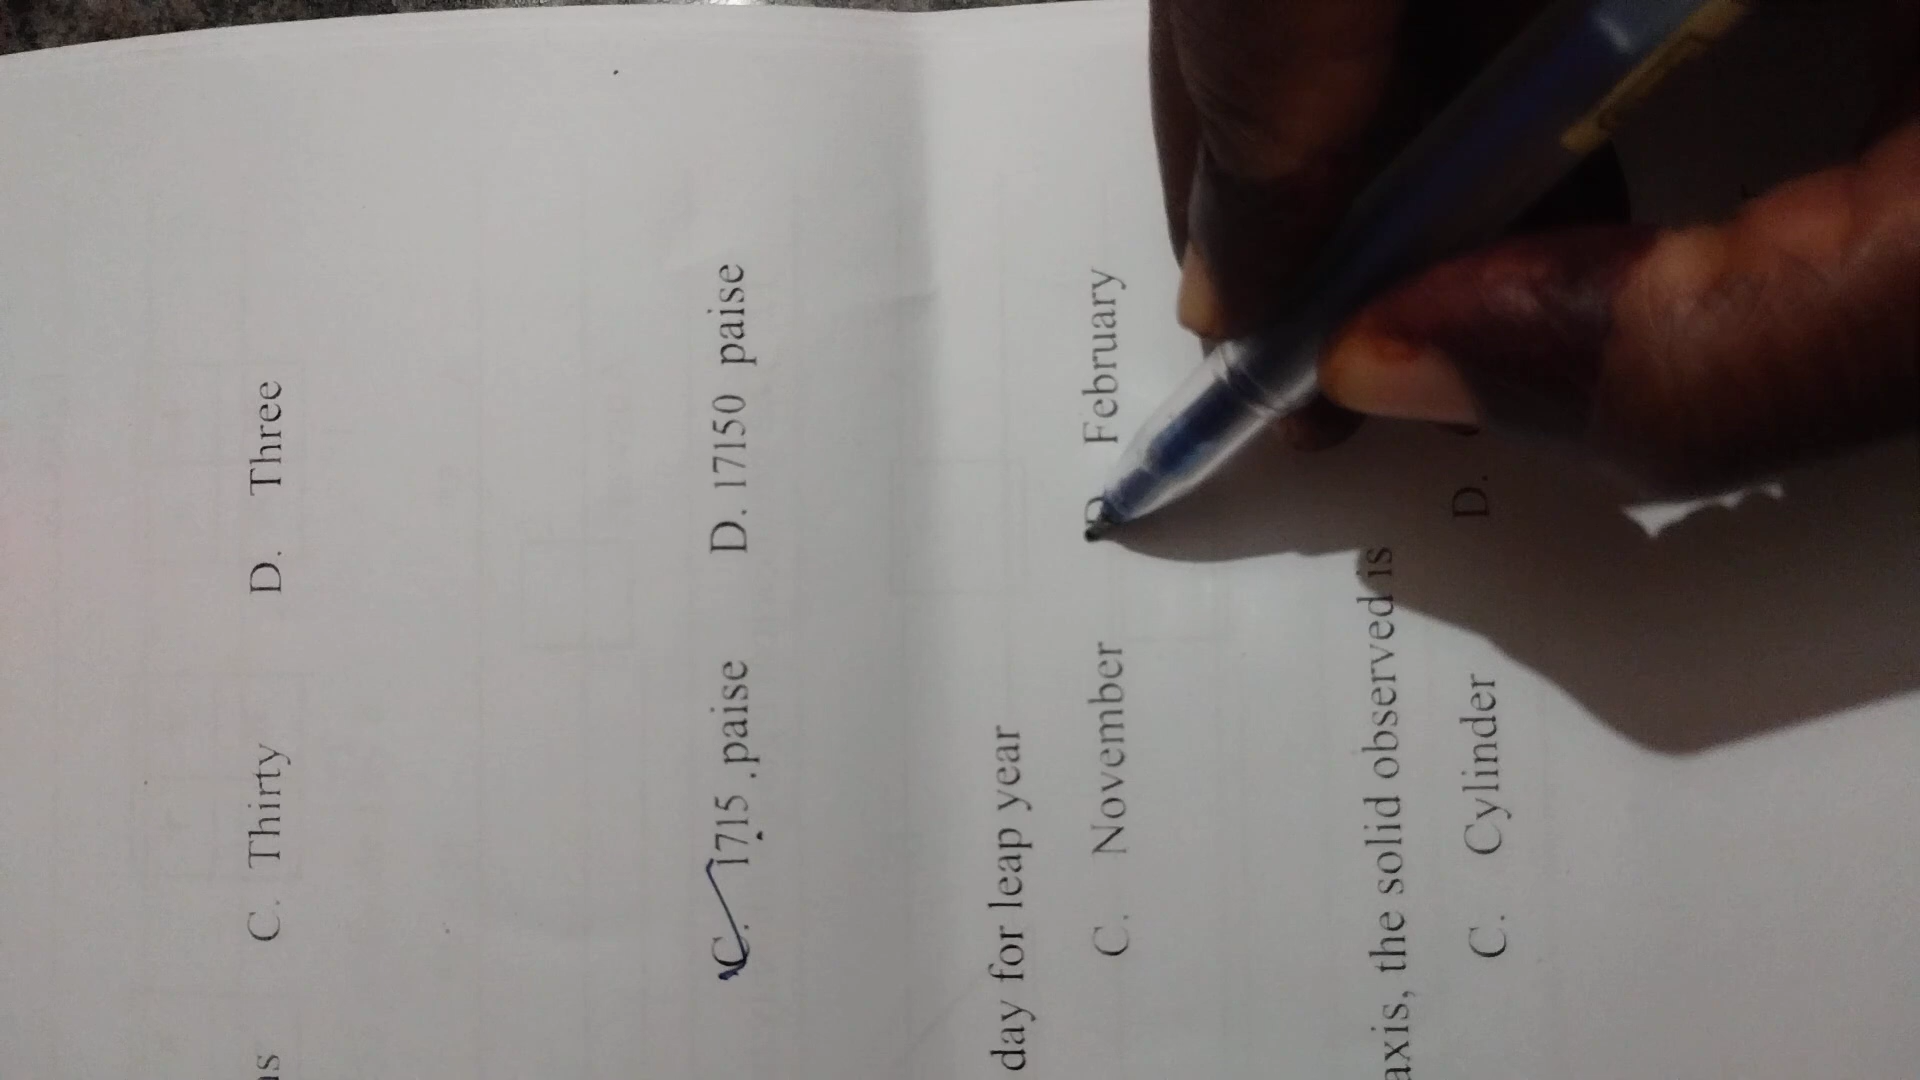 C. Thirty D. Three
C. 1715 paise D. 17150 paise
day for leap year
C. November D. February
axis, the solid observed is
C. Cylinder D.